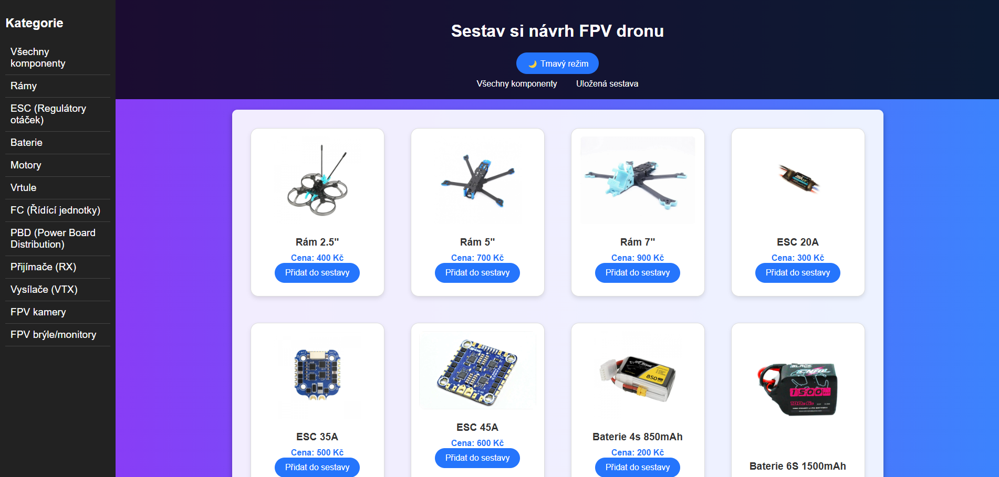 Kategorie
Všechny
komponenty
Rámy
ESC (Regulátory
otáček)
Baterie
Motory
Vrtule
FC (Řídící jednotky)
PBD (Power Board
Distribution)
Přijímače (RX)
Vysílače (VTX)
FPV kamery
FPV brýle/monitory
Sestav si návrh FPV dronu
🌙 Tmavý režim
Všechny komponenty Uložená sestava
Rám 2.5"
Cena: 400 Kč
Přidat do sestavy
Rám 5"
Cena: 700 Kč
Přidat do sestavy
Rám 7"
Cena: 900 Kč
Přidat do sestavy
20A
ESC 20A
Cena: 300 Kč
Přidat do sestavy
ESC 35A
Cena: 500 Kč
Přidat do sestavy
ESC 45A
Cena: 600 Kč
Přidat do sestavy
850
Baterie 4s 850mAh
Cena: 200 Kč
Přidat do sestavy
BLACK
CNHL
1500
Baterie 6S 1500mAh